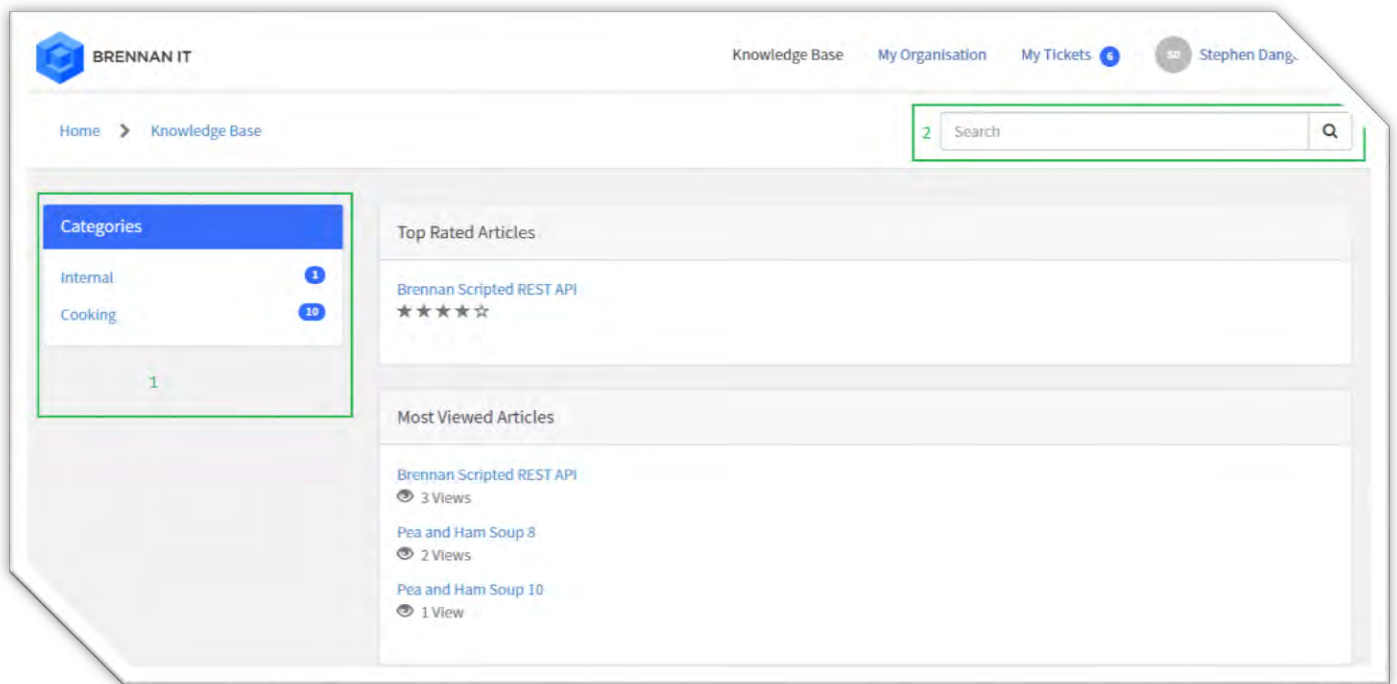 BRENNAN IT
Knowledge Base My Organisation My Tickets 6 SD Stephen
Home Knowledge Base
2 Search
Categories
Internal 1
Cooking 10
1
Top Rated Articles
Brennan Scripted REST API
Most Viewed Articles
Brennan Scripted REST API
3 Views
Pea and Ham Soup 8
2 Views
Pea and Ham Soup 10
1 View